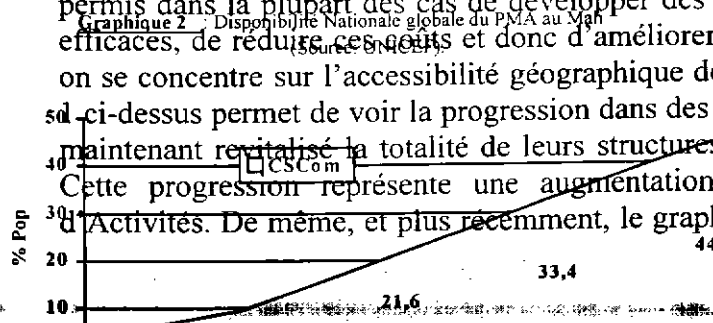 permis dans la plupart des cas de développer des
Graphique 2 : Disponibilité Nationale globale du PMA au Mali
efficaces, de réduire ces coûts et donc d'améliorer
(Source: UNICEF)
on se concentre sur l'accessibilité géographique de
50
ci-dessus permet de voir la progression dans des
maintenant revitalisé la totalité de leurs structures
40
CSCom
Cette progression représente une augmentation
30
d'Activités. De même, et plus récemment, le grap
% Pop
44
20
33,4
10
21,6